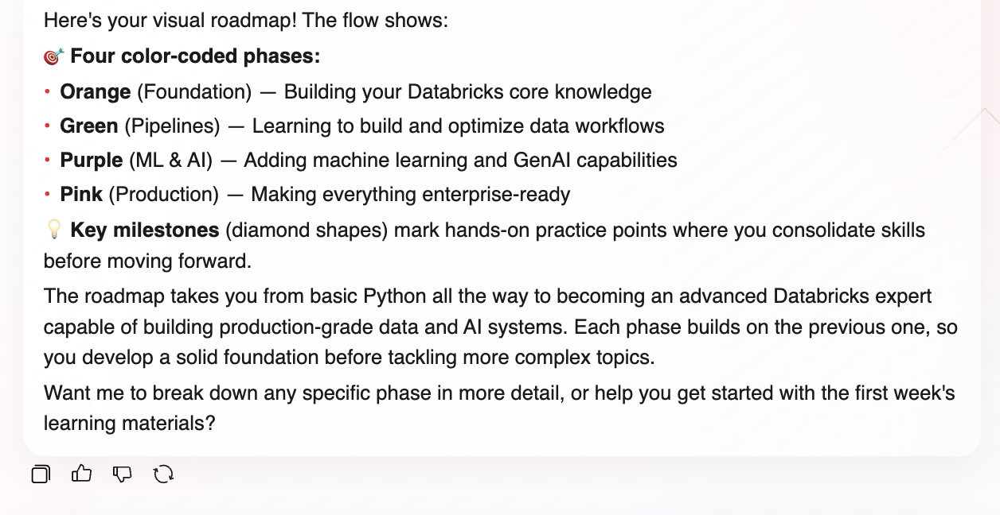 Here's your visual roadmap! The flow shows:
🎯 Four color-coded phases:
• Orange (Foundation) — Building your Databricks core knowledge
• Green (Pipelines) — Learning to build and optimize data workflows
• Purple (ML & AI) — Adding machine learning and GenAI capabilities
• Pink (Production) — Making everything enterprise-ready
💡 Key milestones (diamond shapes) mark hands-on practice points where you consolidate skills
before moving forward.
The roadmap takes you from basic Python all the way to becoming an advanced Databricks expert
capable of building production-grade data and AI systems. Each phase builds on the previous one, so
you develop a solid foundation before tackling more complex topics.
Want me to break down any specific phase in more detail, or help you get started with the first week's
learning materials?